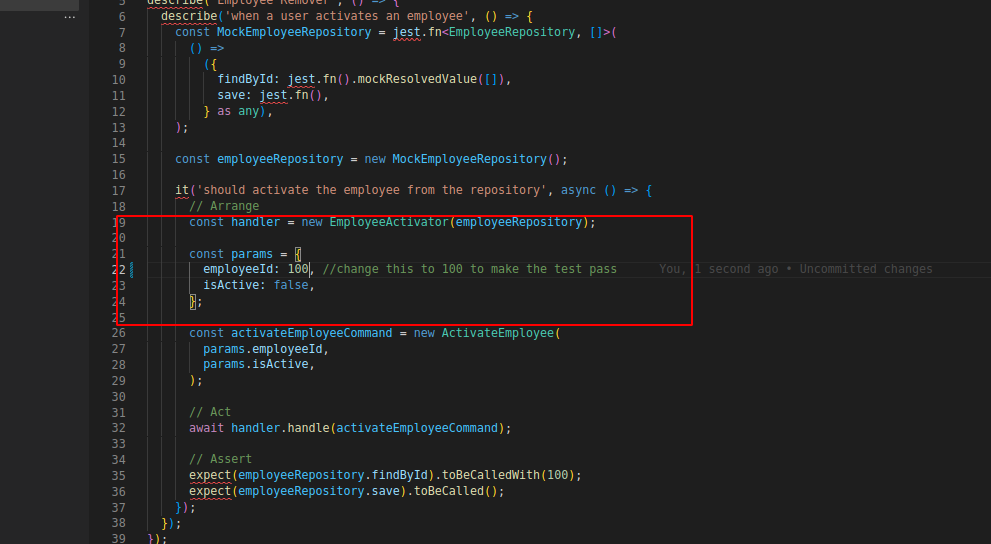 ...
5 describe('Employee Remover', () => {
6 describe('when a user activates an employee', () => {
7 const MockEmployeeRepository = jest.fn<EmployeeRepository, []>(
8 () =>
9 ({
10 findById: jest.fn().mockResolvedValue([]),
11 save: jest.fn(),
12 } as any),
13 );
14
15 const employeeRepository = new MockEmployeeRepository();
16
17 it('should activate the employee from the repository', async () => {
18 // Arrange
19 const handler = new EmployeeActivator(employeeRepository);
20
21 const params = {
22 employeeId: 100, //change this to 100 to make the test pass You, 1 second ago • Uncommitted changes
23 isActive: false,
24 };
25
26 const activateEmployeeCommand = new ActivateEmployee(
27 params.employeeId,
28 params.isActive,
29 );
30
31 // Act
32 await handler.handle(activateEmployeeCommand);
33
34 // Assert
35 expect(employeeRepository.findById).toBeCalledWith(100);
36 expect(employeeRepository.save).toBeCalled();
37 });
38 });
39 });